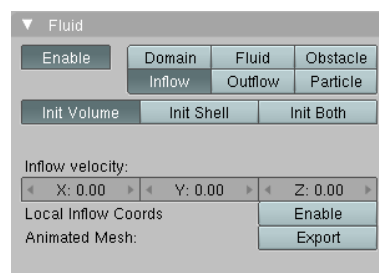 Fluid
Enable Domain Fluid Obstacle
Inflow Outflow Particle
Init Volume Init Shell Init Both
Inflow velocity:
X: 0.00 Y: 0.00 Z: 0.00
Local Inflow Coords Enable
Animated Mesh: Export